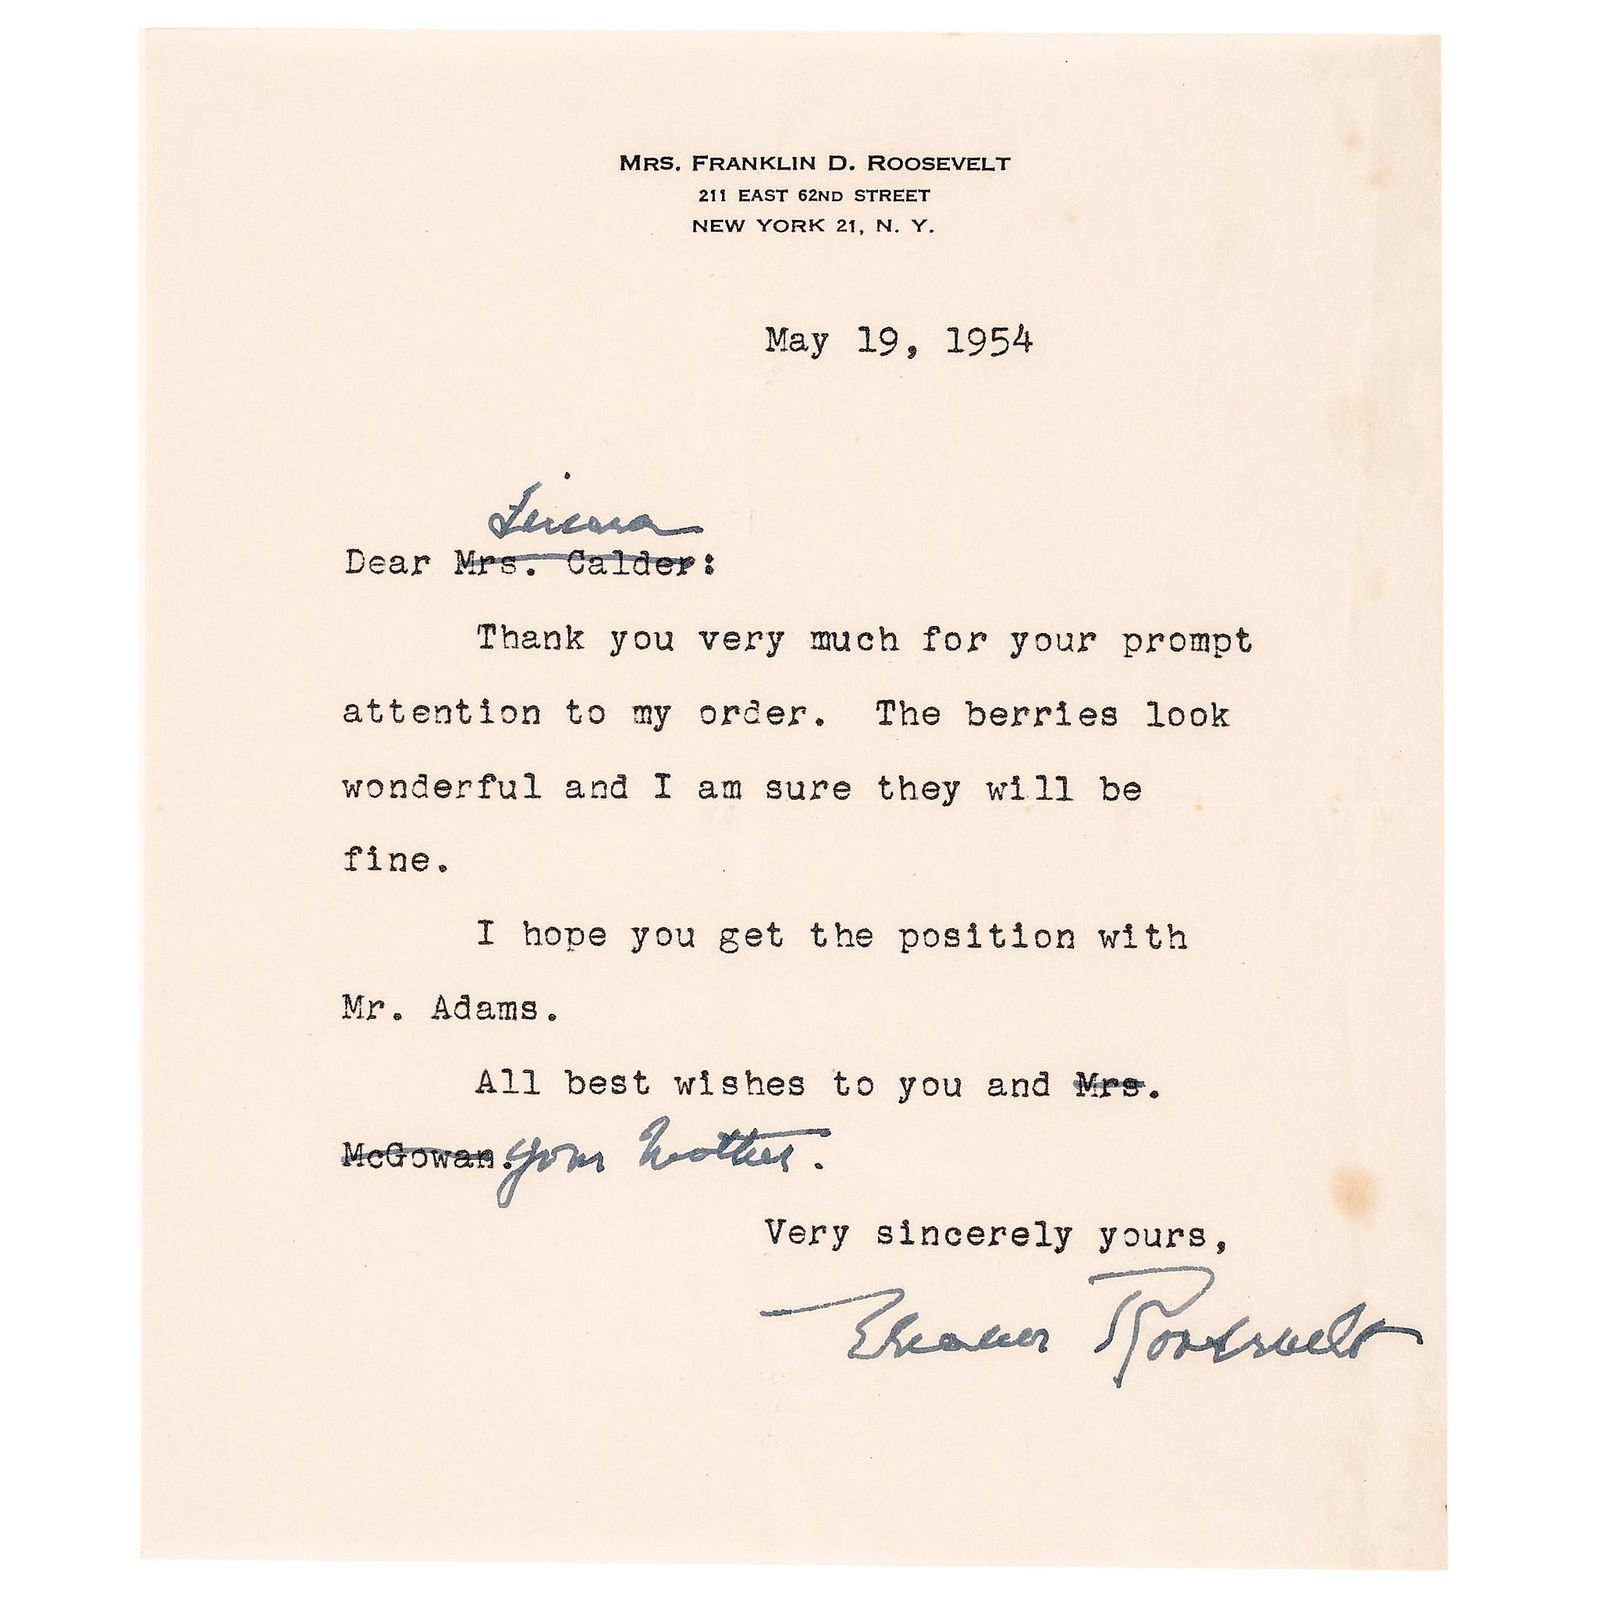 MRS. FRANKLIN D. ROOSEVELT
211 EAST 62ND STREET
NEW YORK 21, N. Y.
May 19, 1954
Dear Mrs. Calder:
Thank you very much for your prompt
attention to my order. The berries look
wonderful and I am sure they will be
fine.
I hope you get the position with
Mr. Adams.
All best wishes to you and Mrs.
McGowan. your Mother.
Very sincerely yours,
Eleanor Roosevelt